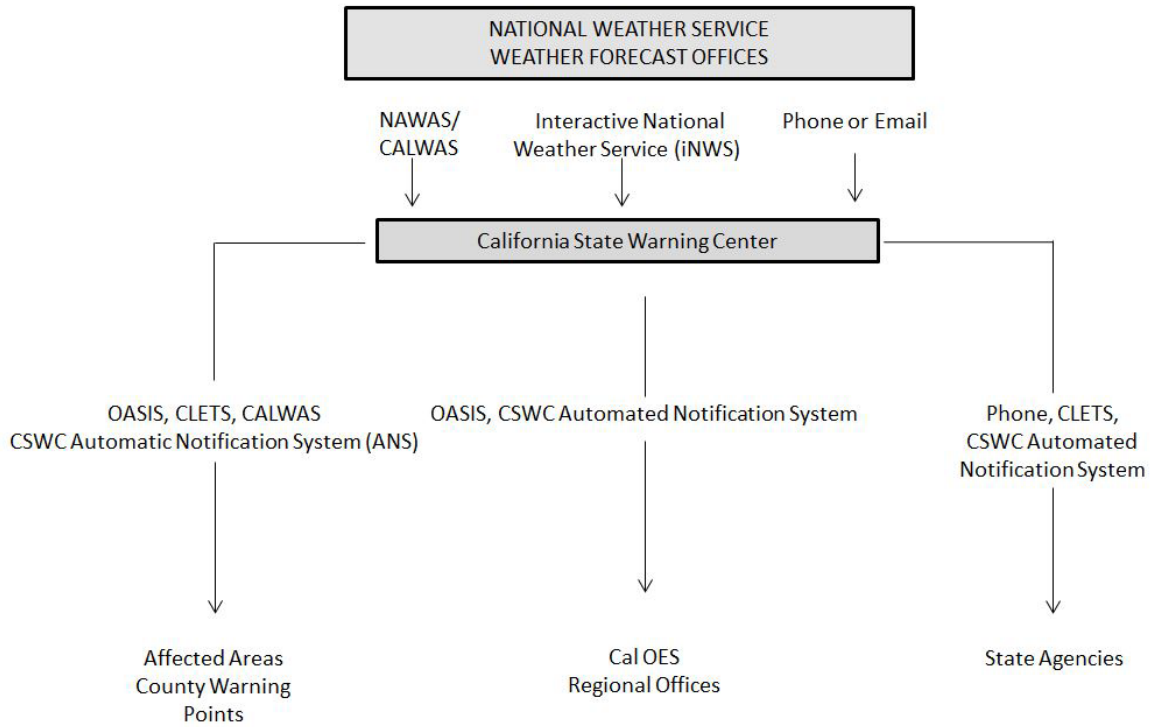 NATIONAL WEATHER SERVICE
WEATHER FORECAST OFFICES
NAWAS/
CALWAS
Interactive National
Weather Service (iNWS)
Phone or Email
California State Warning Center
OASIS, CLETS, CALWAS
CSWC Automatic Notification System (ANS)
OASIS, CSWC Automated Notification System
Phone, CLETS,
CSWC Automated
Notification System
Affected Areas
County Warning
Points
Cal OES
Regional Offices
State Agencies